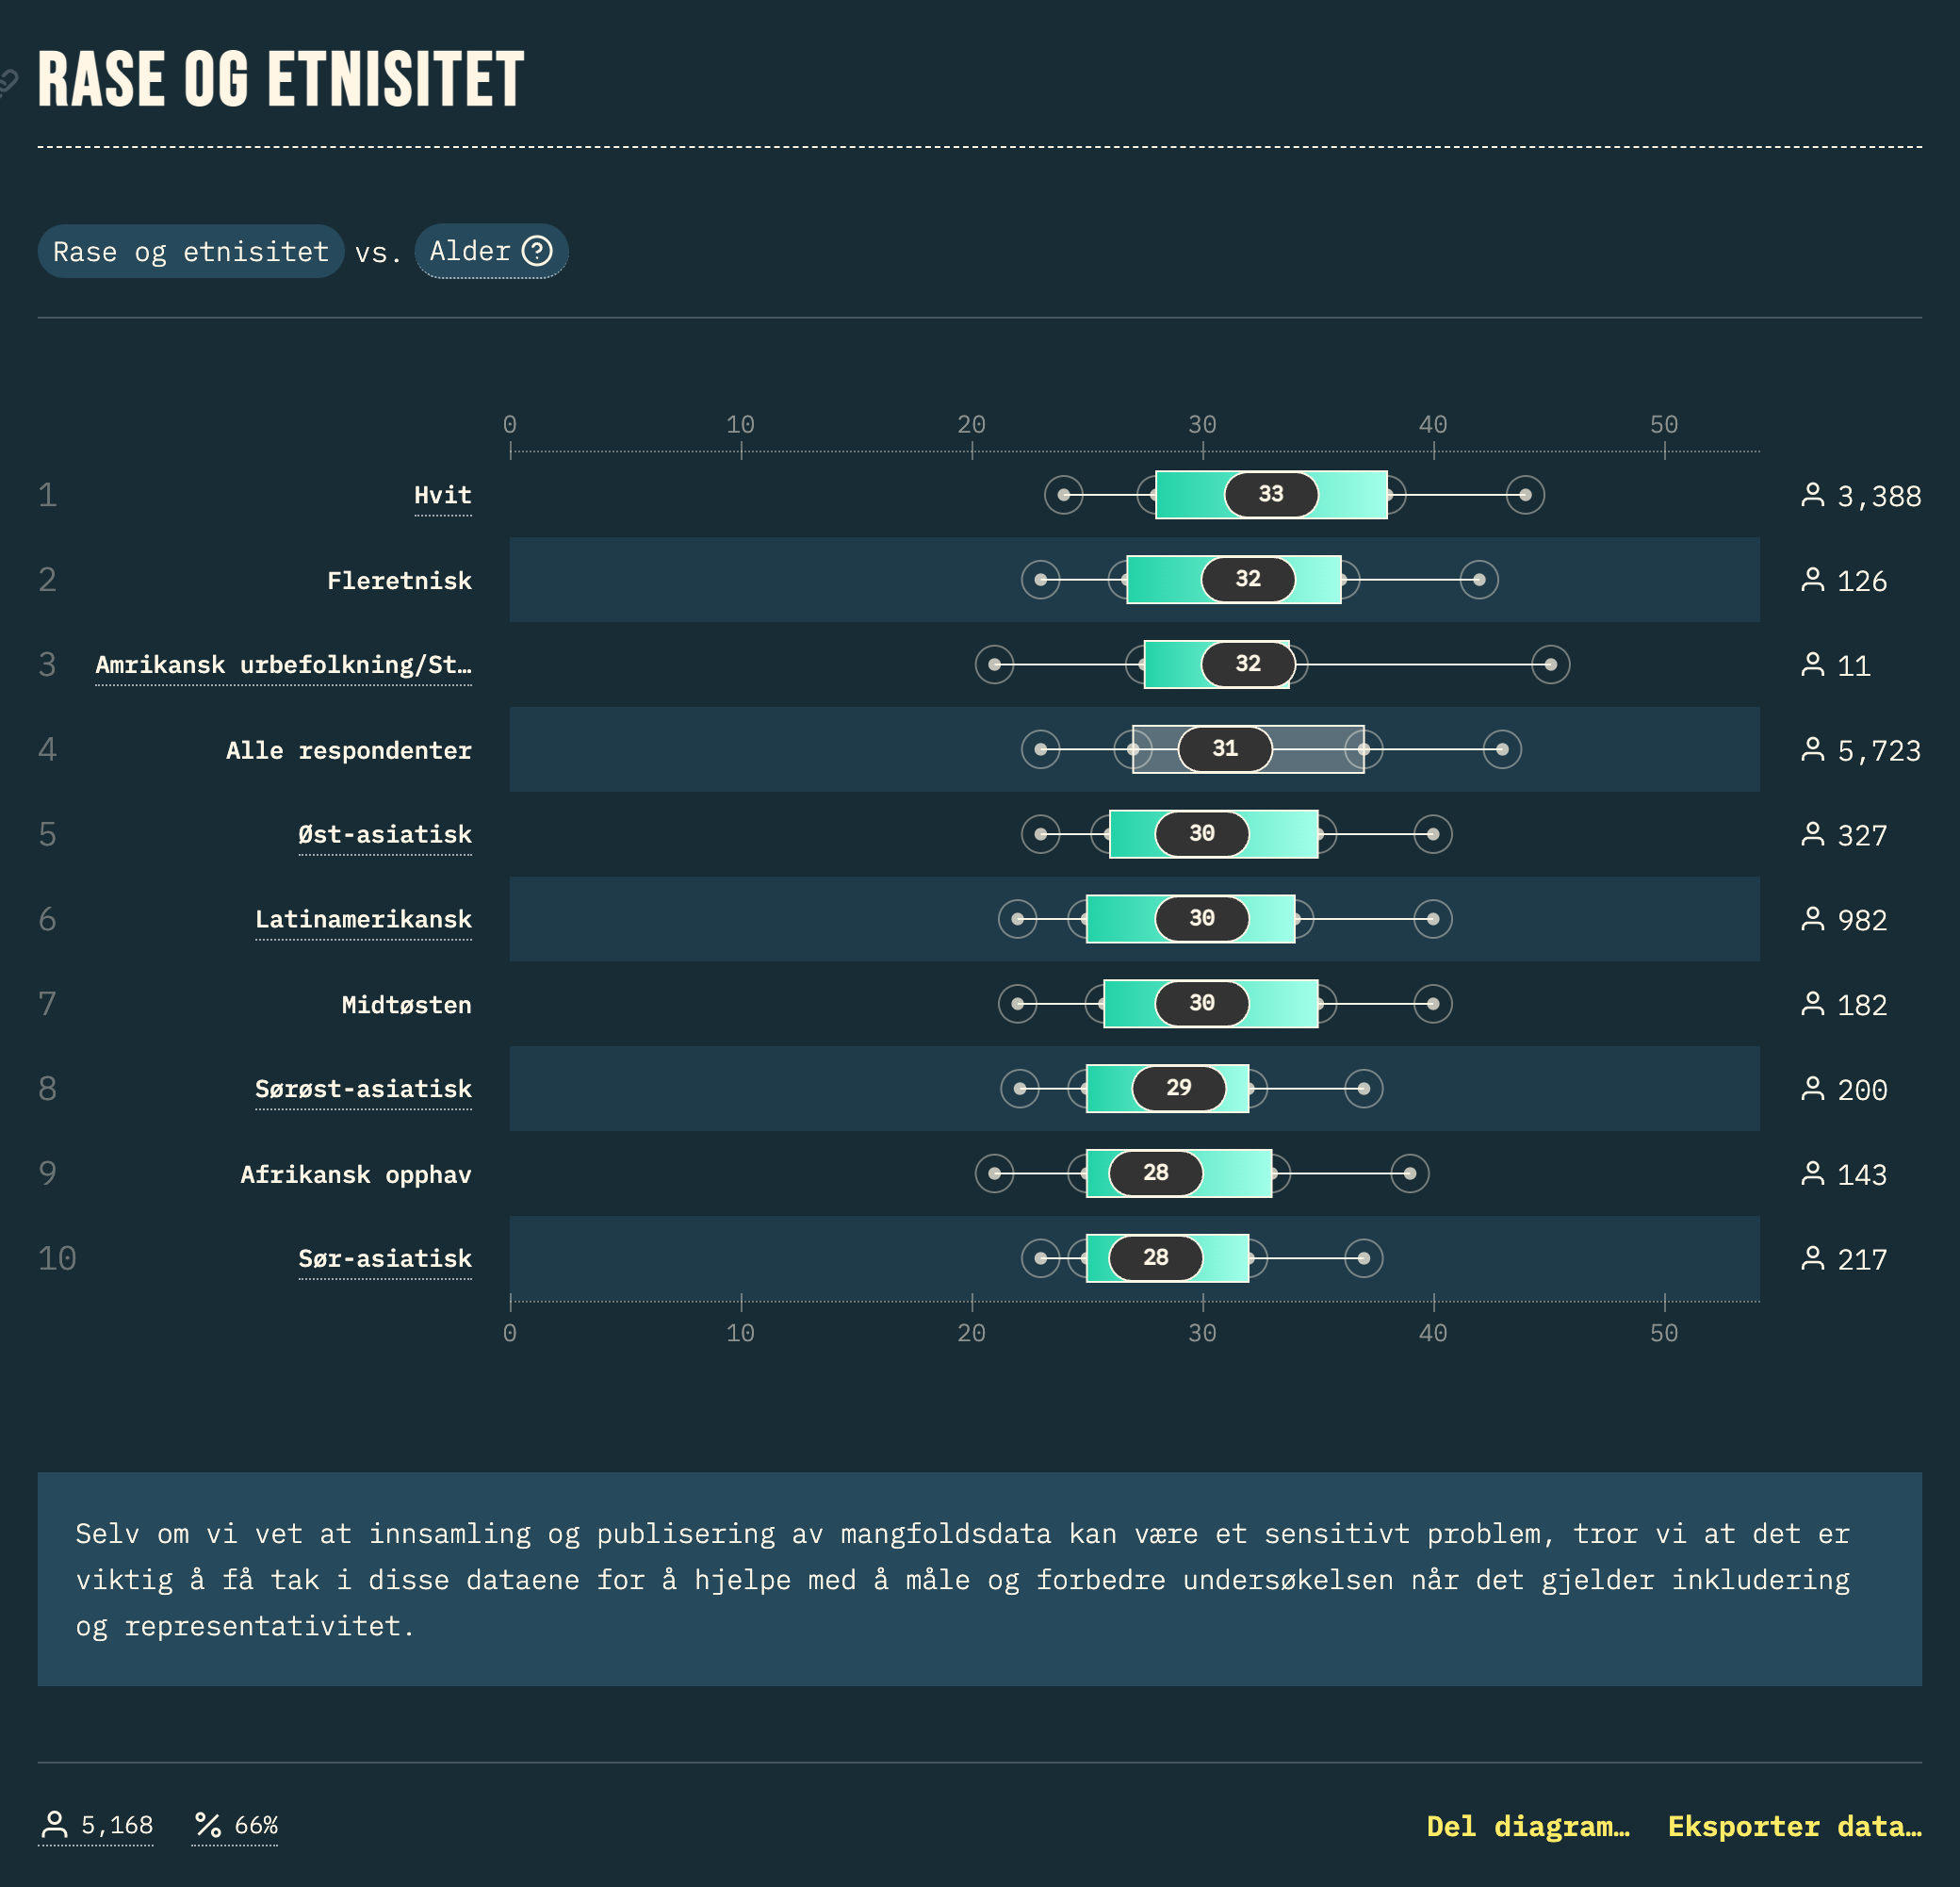 RASE OG ETNISITET
Rase og etnisitet vs. Alder ?
0 10 20 30 40 50
1 Hvit 33 3,388
2 Fleretnisk 32 126
3 Amrikansk urbefolkning/St… 32 11
4 Alle respondenter 31 5,723
5 Øst-asiatisk 30 327
6 Latinamerikansk 30 982
7 Midtøsten 30 182
8 Sørøst-asiatisk 29 200
9 Afrikansk opphav 28 143
10 Sør-asiatisk 28 217
0 10 20 30 40 50
Selv om vi vet at innsamling og publisering av mangfoldsdata kan være et sensitivt problem, tror vi at det er
viktig å få tak i disse dataene for å hjelpe med å måle og forbedre undersøkelsen når det gjelder inkludering
og representativitet.
5,168 % 66% Del diagram… Eksporter data…